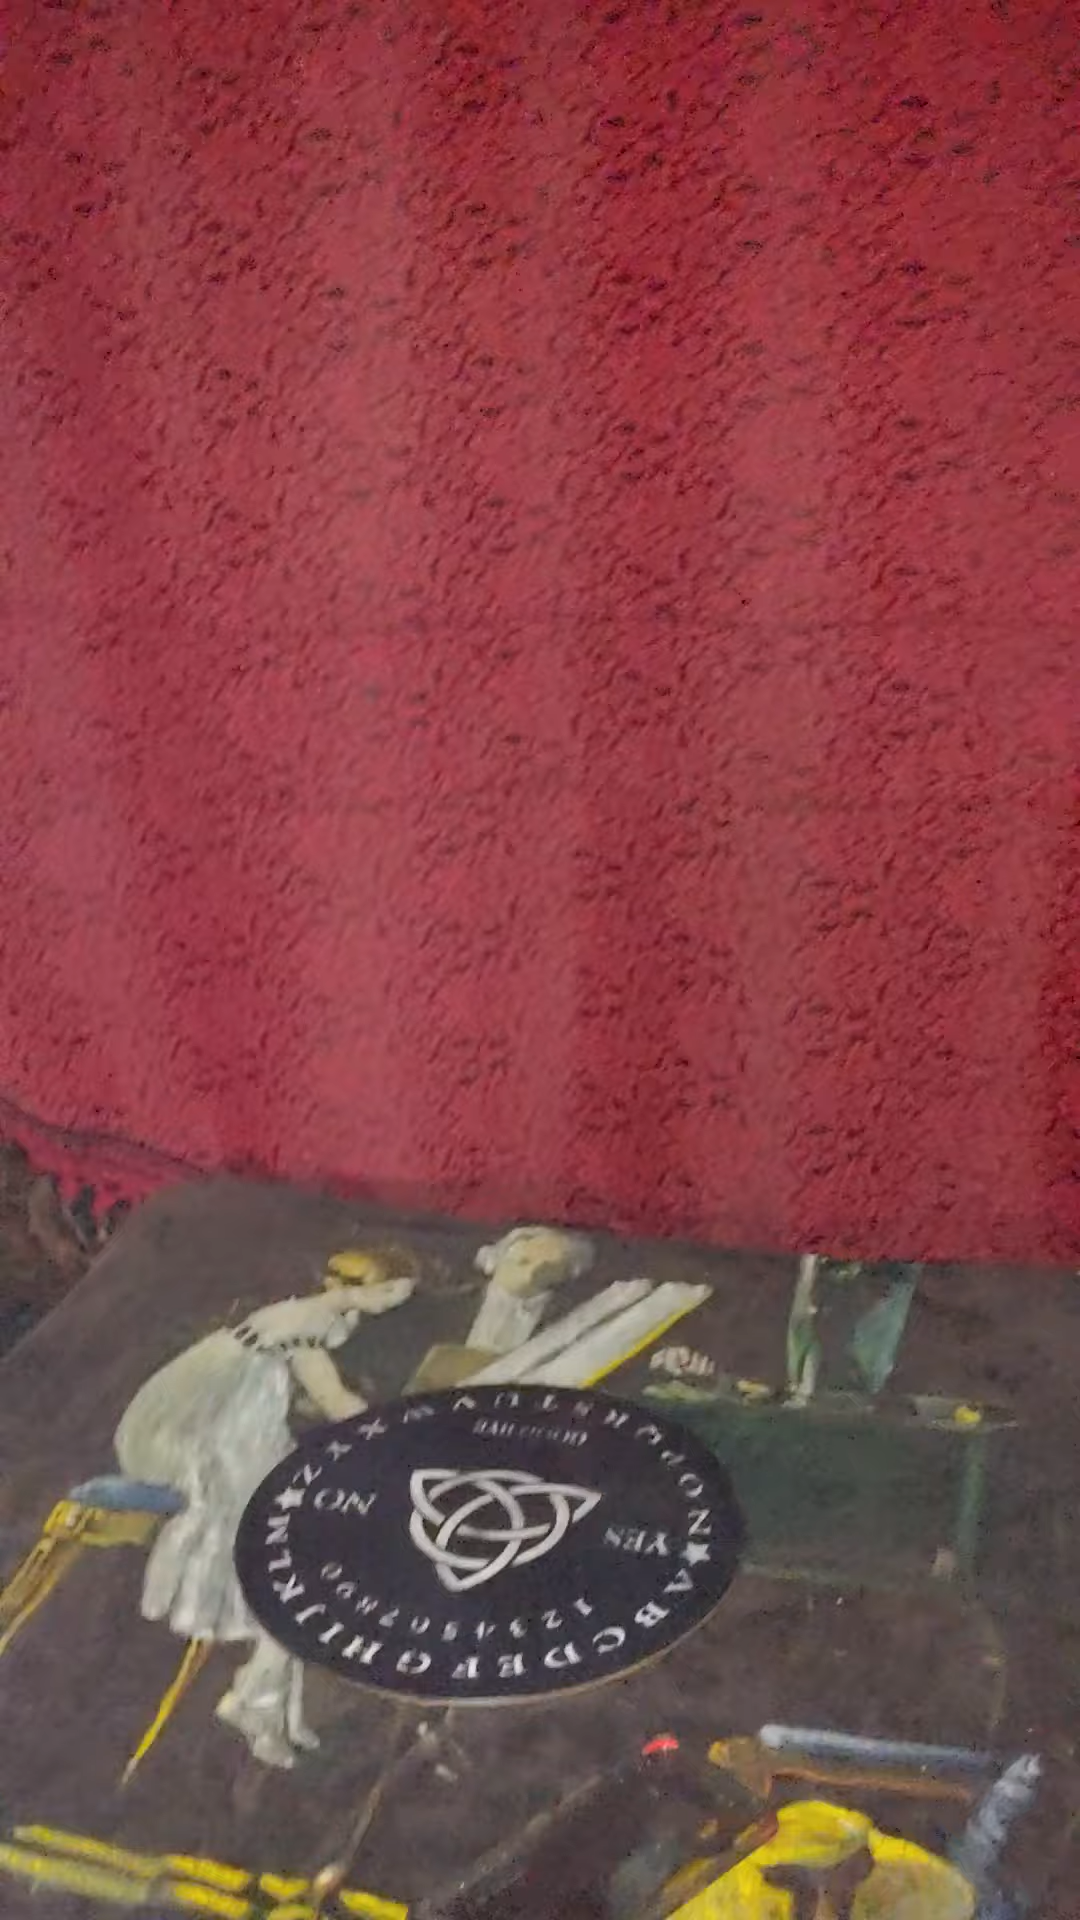 YES
NO
ABCDEFGHIJKLM
NOPQRSTUVWXYZ
1234567890